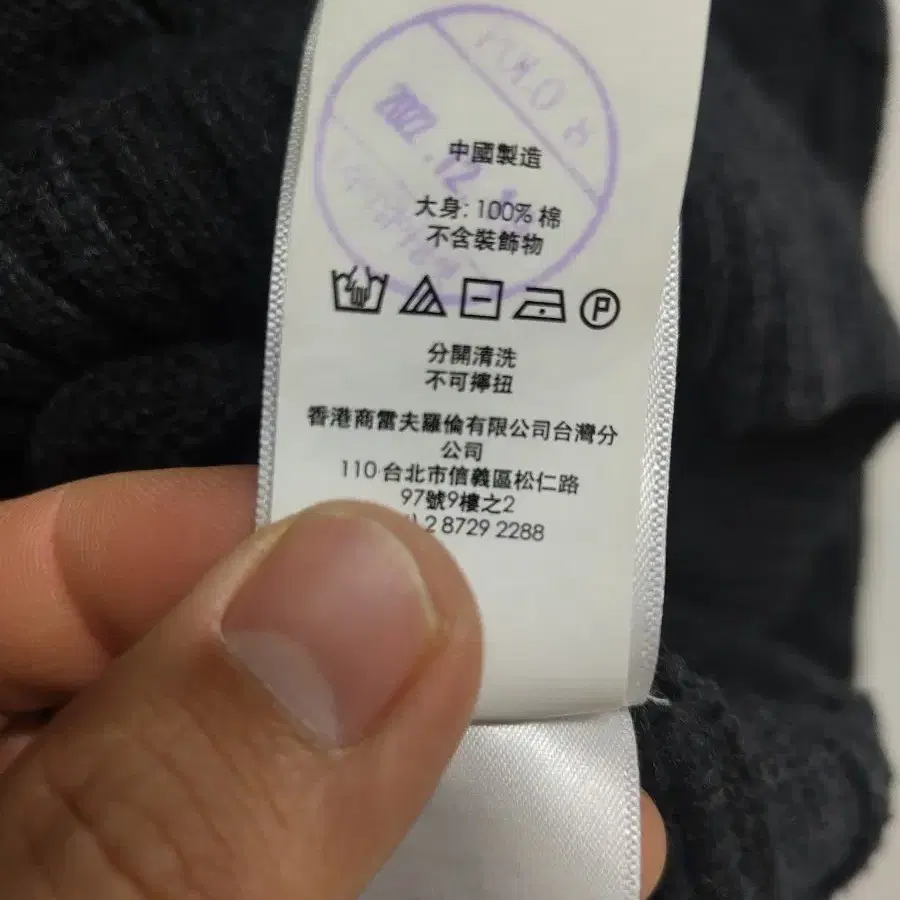 POLO
2022.12.
中國製造
大身: 100% 棉
不含裝飾物
P
分開清洗
不可擰扭
香港商雷夫羅倫有限公司台灣分
公司
110 台北市信義區松仁路
97號9樓之2
2 8729 2288